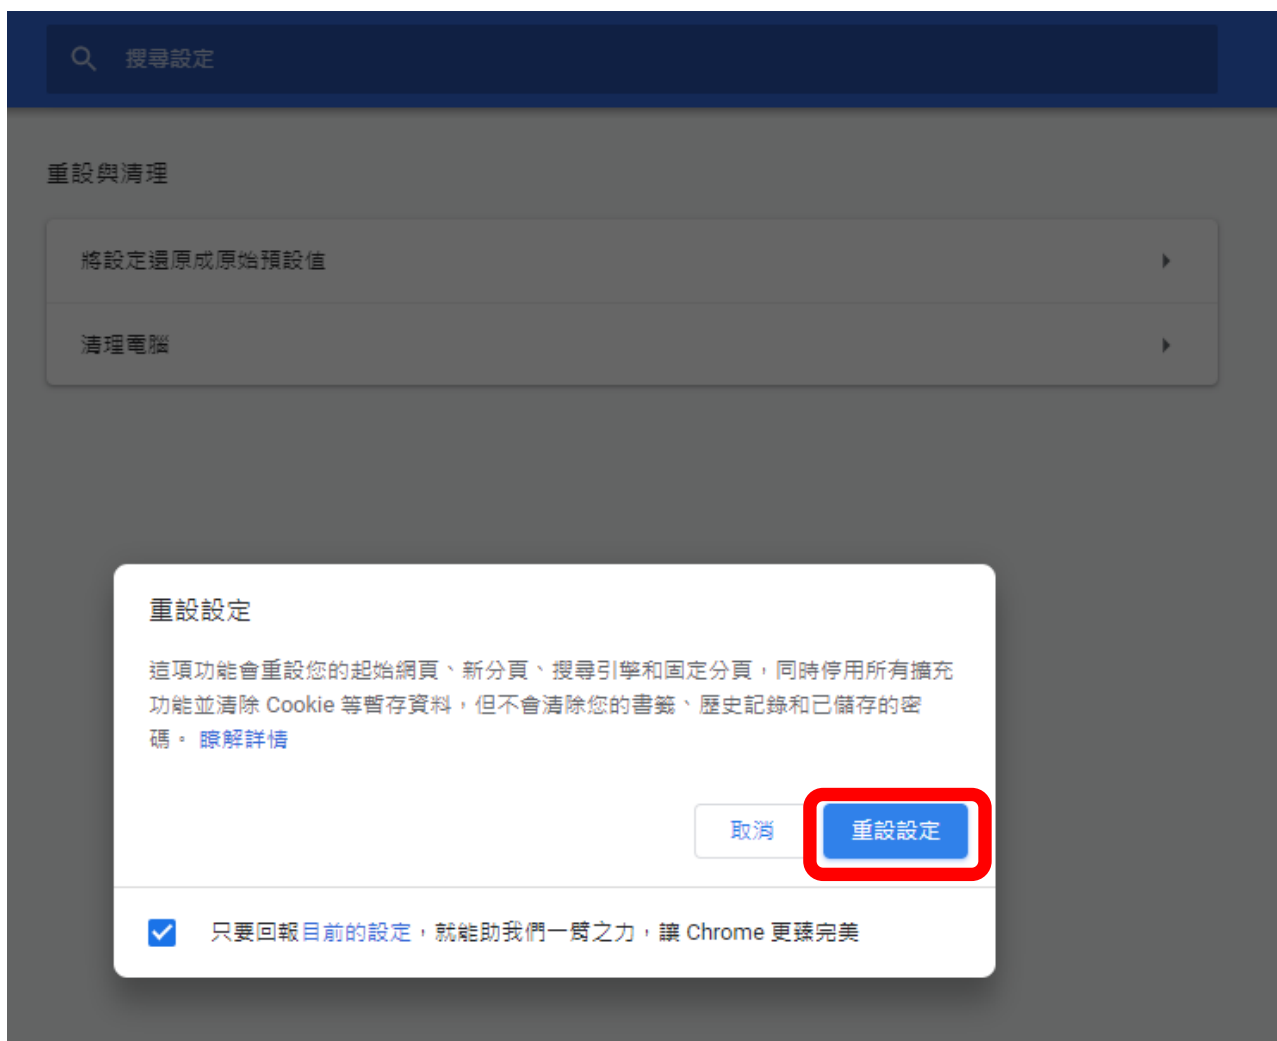 搜尋設定
重設與清理
將設定還原成原始預設值
清理電腦
重設設定
這項功能會重設您的起始網頁、新分頁、搜尋引擎和固定分頁，同時停用所有擴充
功能並清除 Cookie 等暫存資料，但不會清除您的書籤、歷史記錄和已儲存的密
碼。 瞭解詳情
取消
重設設定
只要回報目前的設定，就能助我們一臂之力，讓 Chrome 更臻完美